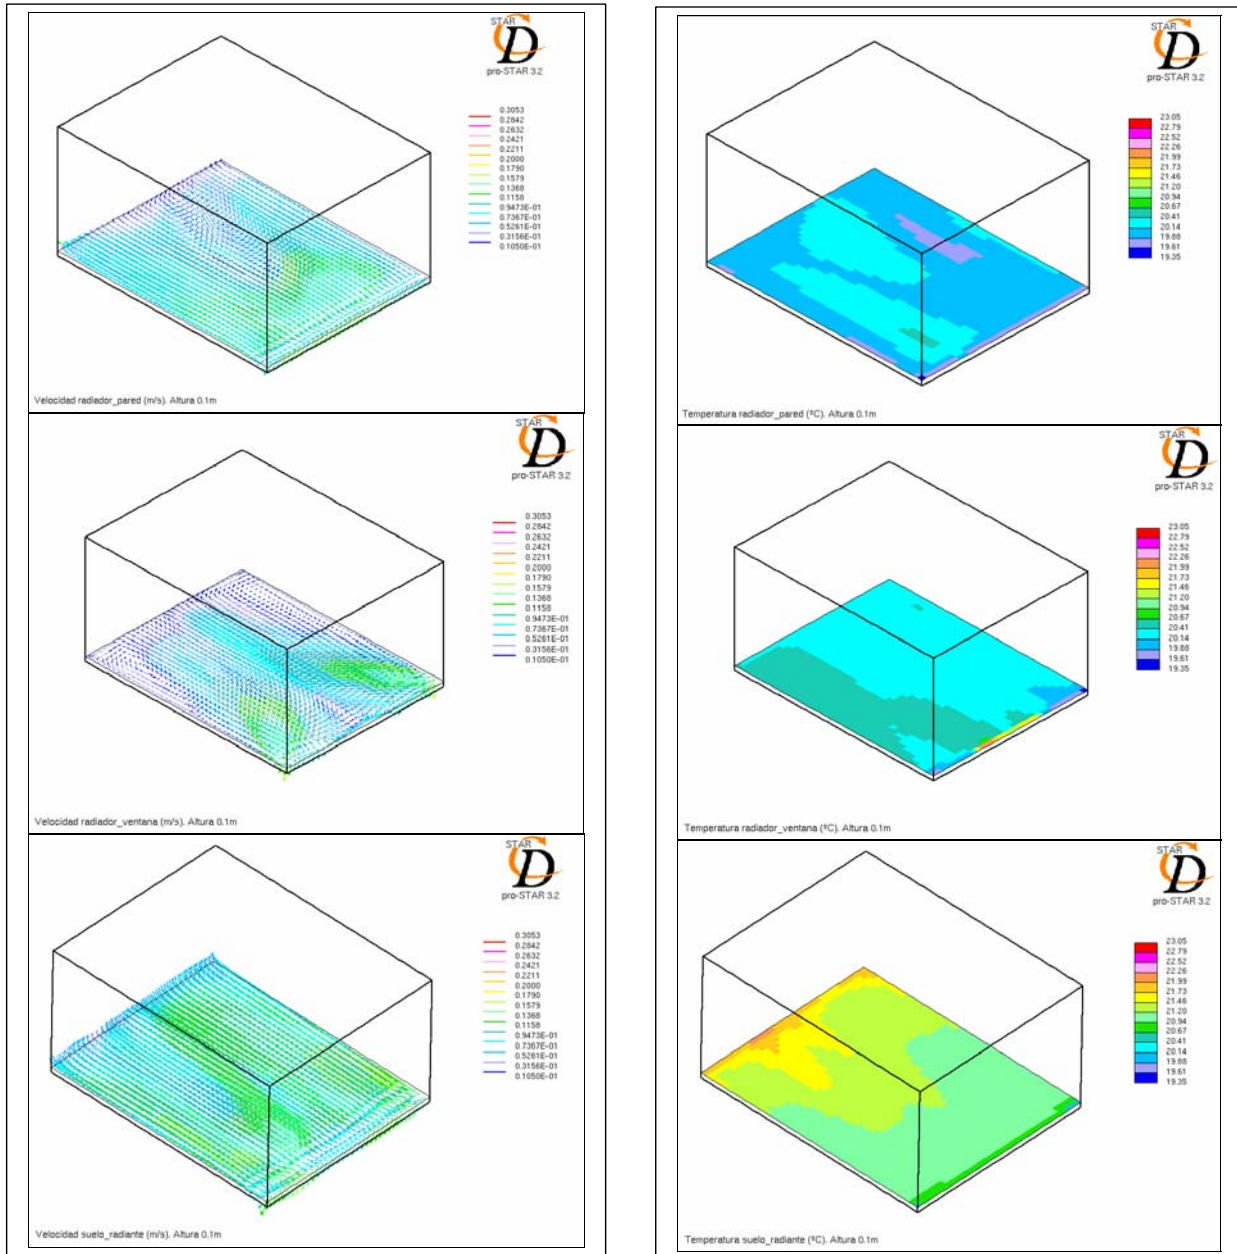 STAR
D
pro-STAR 3.2
0.3053
0.2842
0.2632
0.2421
0.2211
0.2000
0.1790
0.1579
0.1368
0.1158
0.9473E-01
0.7367E-01
0.5261E-01
0.3156E-01
0.1050E-01
Velocidad radiador_pared (m/s). Altura 0.1m
STAR
D
pro-STAR 3.2
23.05
22.79
22.52
22.26
21.99
21.73
21.46
21.20
20.94
20.67
20.41
20.14
19.88
19.61
19.35
Temperatura radiador_pared (ºC). Altura 0.1m
STAR
D
pro-STAR 3.2
0.3053
0.2842
0.2632
0.2421
0.2211
0.2000
0.1790
0.1579
0.1368
0.1158
0.9473E-01
0.7367E-01
0.5261E-01
0.3156E-01
0.1050E-01
Velocidad radiador_ventana (m/s). Altura 0.1m
STAR
D
pro-STAR 3.2
23.05
22.79
22.52
22.26
21.99
21.73
21.46
21.20
20.94
20.67
20.41
20.14
19.88
19.61
19.35
Temperatura radiador_ventana (ºC). Altura 0.1m
STAR
D
pro-STAR 3.2
0.3053
0.2842
0.2632
0.2421
0.2211
0.2000
0.1790
0.1579
0.1368
0.1158
0.9473E-01
0.7367E-01
0.5261E-01
0.3156E-01
0.1050E-01
Velocidad suelo_radiante (m/s). Altura 0.1m
STAR
D
pro-STAR 3.2
23.05
22.79
22.52
22.26
21.99
21.73
21.46
21.20
20.94
20.67
20.41
20.14
19.88
19.61
19.35
Temperatura suelo_radiante (ºC). Altura 0.1m